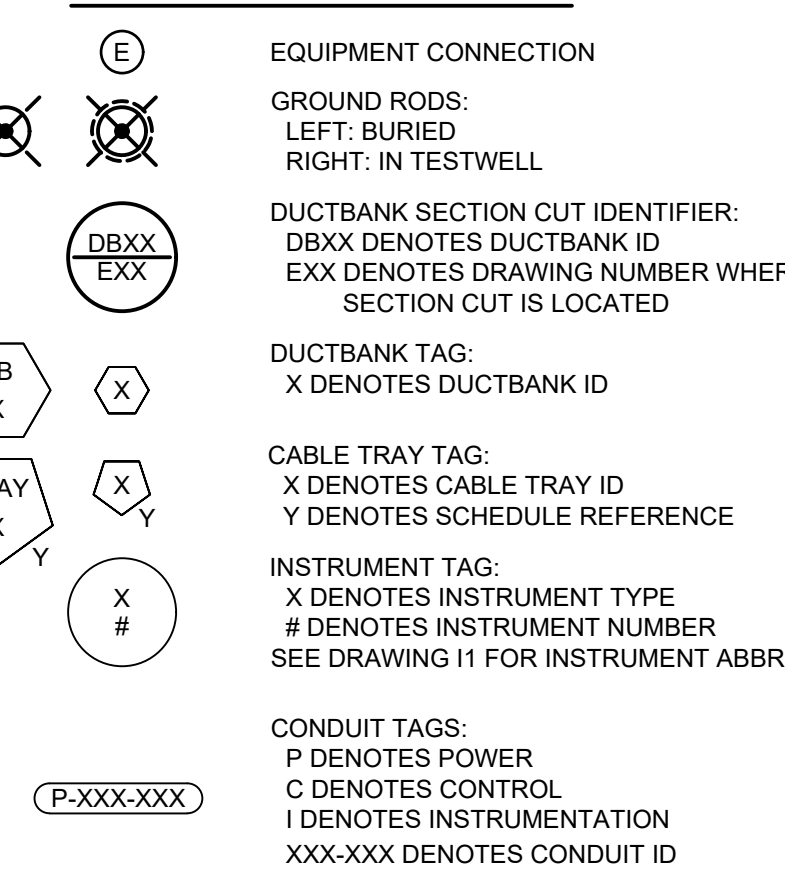 E
EQUIPMENT CONNECTION
GROUND RODS:
LEFT: BURIED
RIGHT: IN TESTWELL
DBXX
EXX
DUCTBANK SECTION CUT IDENTIFIER:
DBXX DENOTES DUCTBANK ID
EXX DENOTES DRAWING NUMBER
SECTION CUT IS LOCATED
X
DUCTBANK TAG:
X DENOTES DUCTBANK ID
X
Y
Y
CABLE TRAY TAG:
X DENOTES CABLE TRAY ID
Y DENOTES SCHEDULE REFERENCE
X
#
INSTRUMENT TAG:
X DENOTES INSTRUMENT TYPE
# DENOTES INSTRUMENT NUMBER
SEE DRAWING I1 FOR INSTRUMENT ABBR
P-XXX-XXX
CONDUIT TAGS:
P DENOTES POWER
C DENOTES CONTROL
I DENOTES INSTRUMENTATION
XXX-XXX DENOTES CONDUIT ID